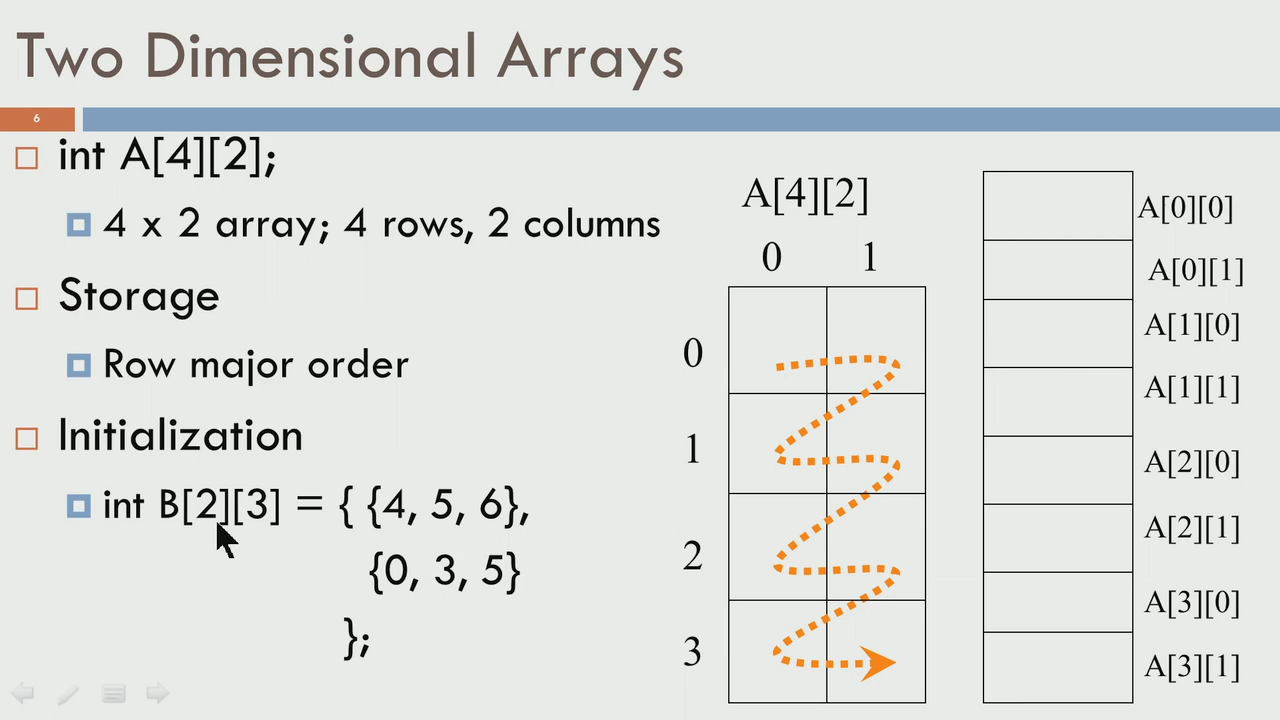 Two Dimensional Arrays
6
int A[4][2];
4 x 2 array; 4 rows, 2 columns
Storage
Row major order
Initialization
int B[2][3] = { {4, 5, 6},
{0, 3, 5}
};
A[4][2]
0 1
0
1
2
3
A[0][0]
A[0][1]
A[1][0]
A[1][1]
A[2][0]
A[2][1]
A[3][0]
A[3][1]